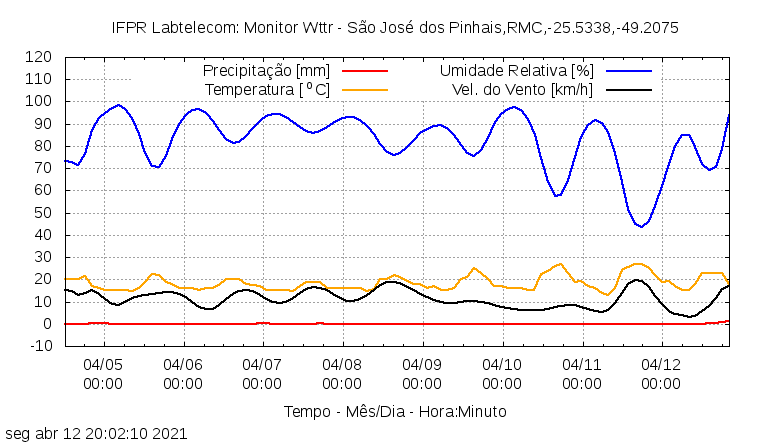 IFPR Labtelecom: Monitor Wttr - São José dos Pinhais,RMC,-25.5338,-49.2075
120
110
100
90
80
70
60
50
40
30
20
10
0
-10
Precipitação [mm]
Temperatura [⁰C]
Umidade Relativa [%]
Vel. do Vento [km/h]
04/05 04/06 04/07 04/08 04/09 04/10 04/11 04/12
00:00 00:00 00:00 00:00 00:00 00:00 00:00 00:00
Tempo - Mês/Dia - Hora:Minuto
seg abr 12 20:02:10 2021